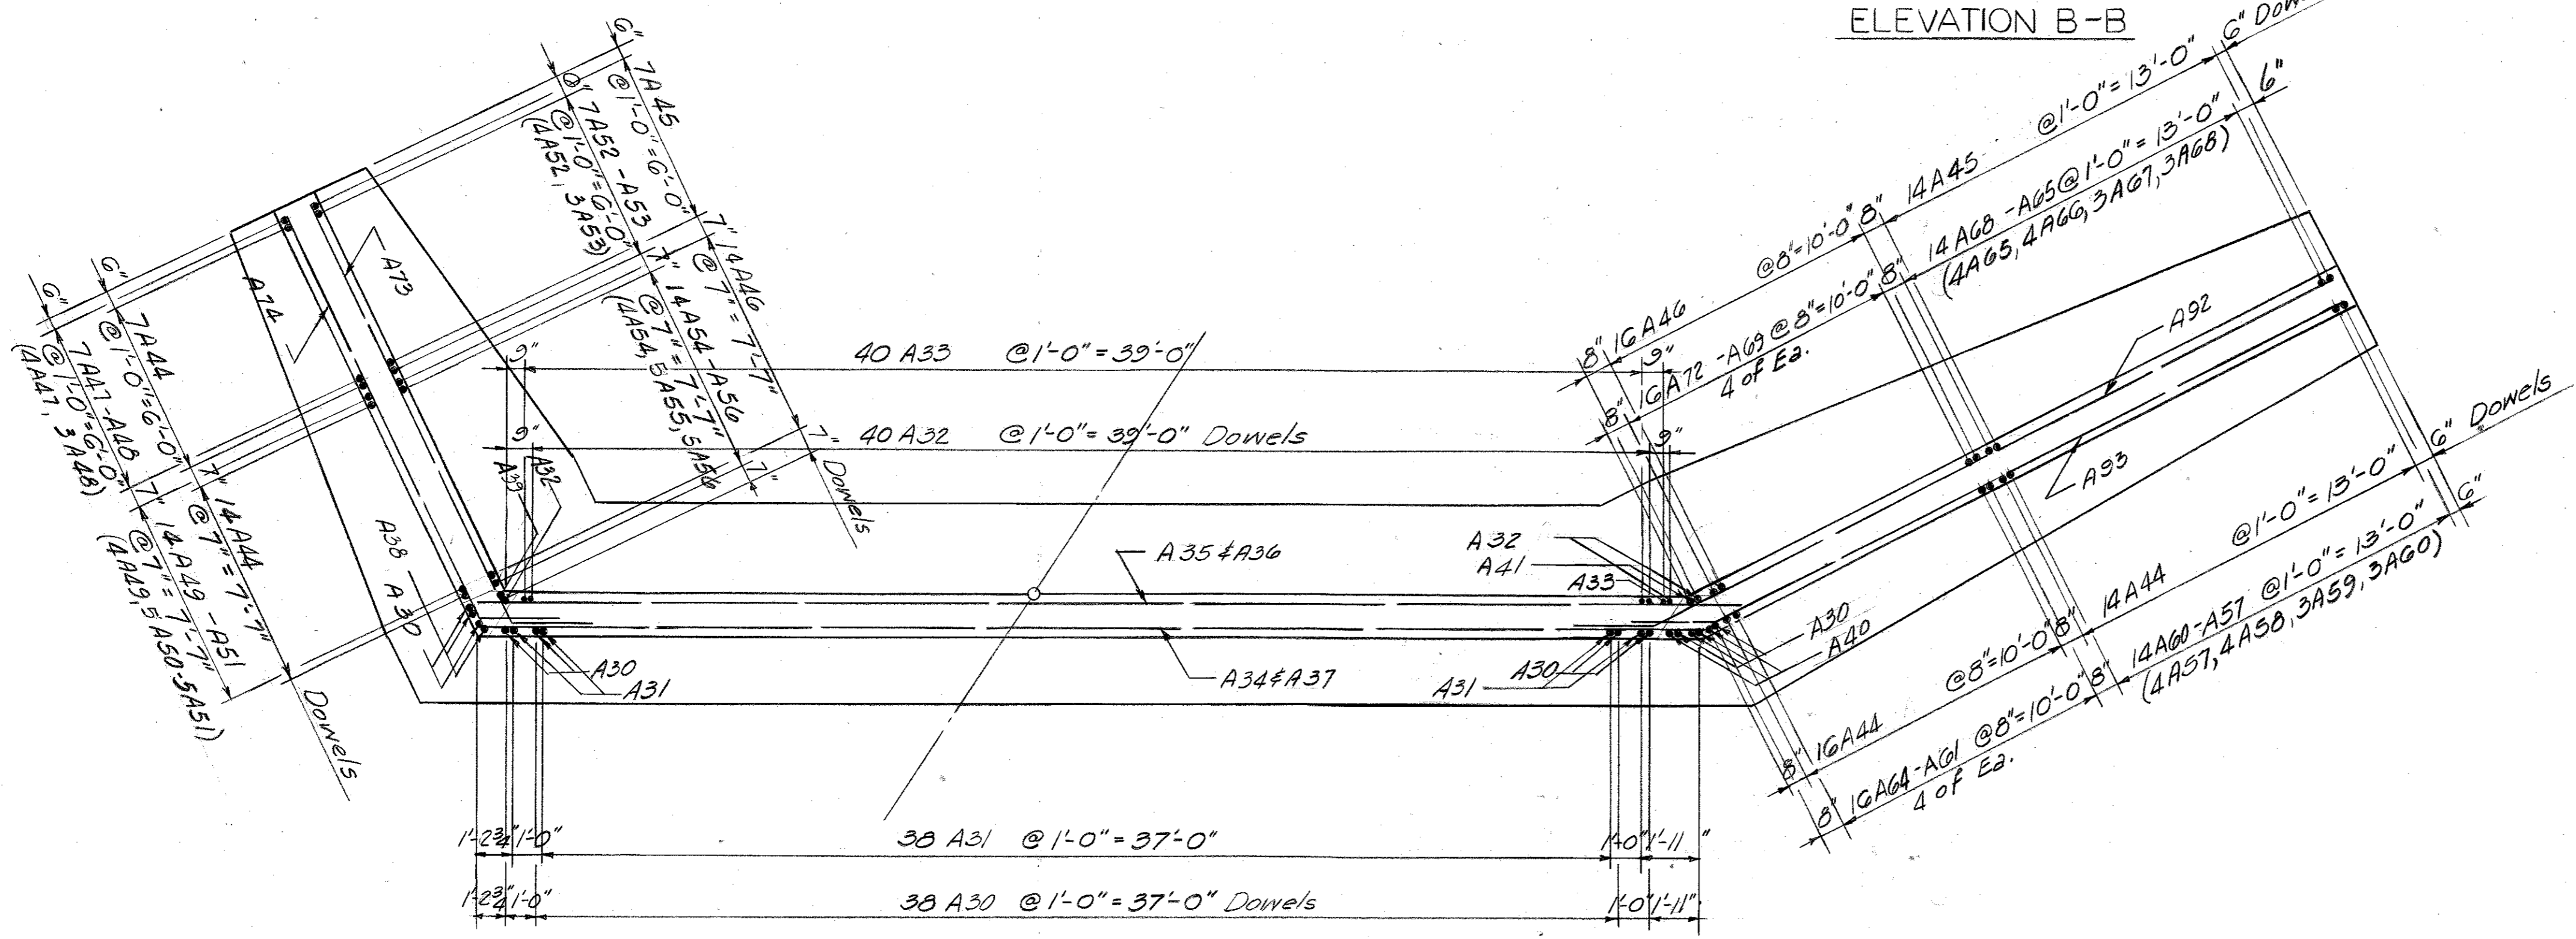 ELEVATION B-B
6"
7A45
@1'-0"=6'-0"
7"
14A46
@7"=7'-7"
7"
Dowels
7A52-A53
@1'-0"=6'-0"
(4A52, 3A53)
7"
14A54-A56
@7"=7'-7"
(4A54, 5A55, 5A56)
7"
A73
A74
6"
7A44
@1'-0"=6'-0"
7"
14A44
@7"=7'-7"
Dowels
6"
7A47-A48
@1'-0"=6'-0"
(4A47, 3A48)
7"
14A49-A51
@7"=7'-7"
(4A49, 5A50-5A51)
A38
A30
9"
40 A33 @1'-0"=39'-0"
9"
9"
40 A32 @1'-0"=39'-0" Dowels
9"
A39
A32
A35 & A36
A32
A41
A33
A30
A31
A34 & A37
A30
A31
A30
A40
8"
16A46
@8"=10'-0"
8"
14A45
@1'-0"=13'-0"
6"
8"
16A72-A69 @8"=10'-0"
4 of Ea.
8"
14A68-A65 @1'-0"=13'-0"
(4A65, 4A66, 3A67, 3A68)
6"
A92
A93
8"
16A44
@8"=10'-0"
8"
14A44
@1'-0"=13'-0"
6" Dowels
8"
16A64-A61 @8"=10'-0"
4 of Ea.
8"
14A60-A57 @1'-0"=13'-0"
(4A57, 4A58, 3A59, 3A60)
6"
1'-2¾" 1'-0"
38 A31 @1'-0"=37'-0"
1'-0" 1'-11"
1'-2¾" 1'-0"
38 A30 @1'-0"=37'-0" Dowels
1'-0" 1'-11"